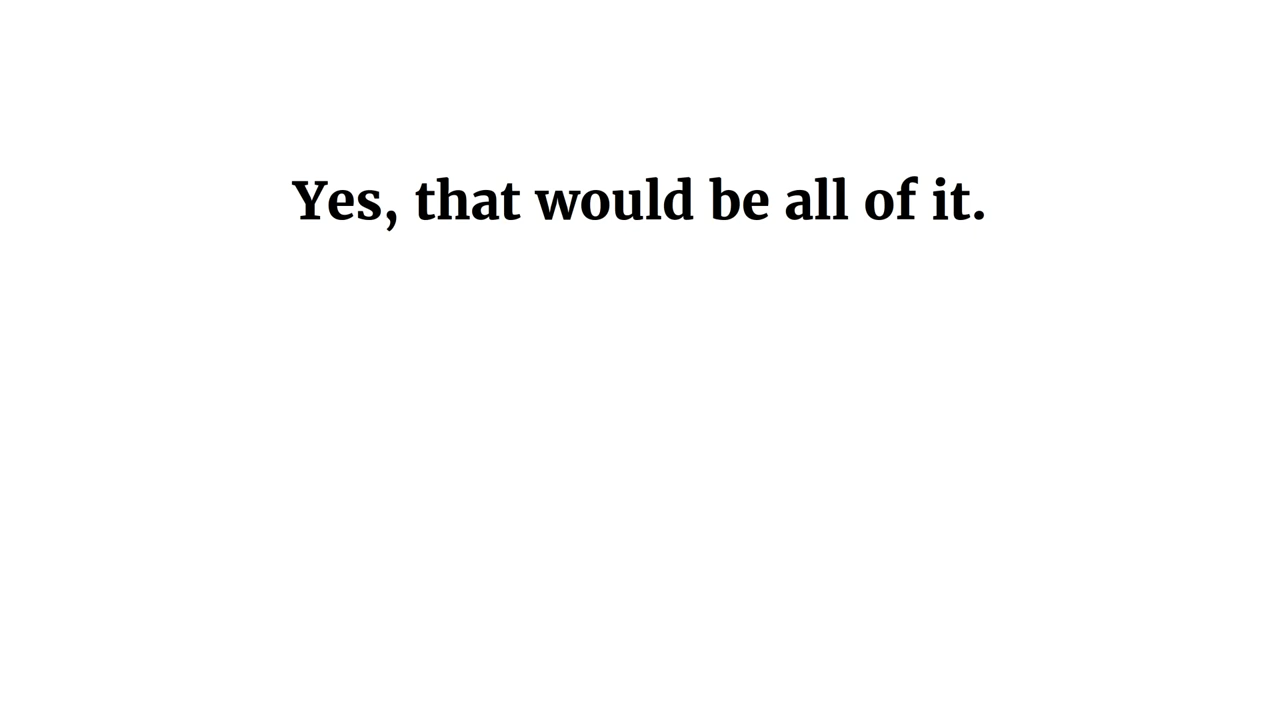 Yes, that would be all of it.